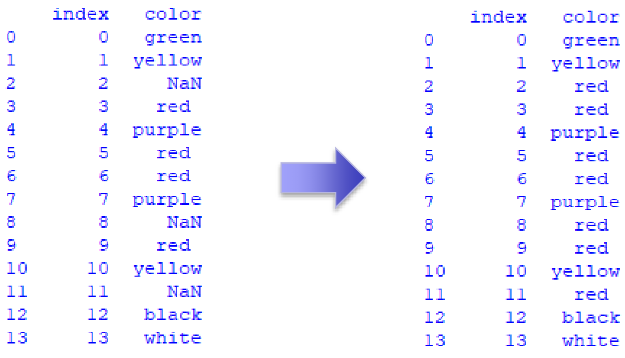 index color
0 0 green
1 1 yellow
2 2 NaN
3 3 red
4 4 purple
5 5 red
6 6 red
7 7 purple
8 8 NaN
9 9 red
10 10 yellow
11 11 NaN
12 12 black
13 13 white
index color
0 0 green
1 1 yellow
2 2 red
3 3 red
4 4 purple
5 5 red
6 6 red
7 7 purple
8 8 red
9 9 red
10 10 yellow
11 11 red
12 12 black
13 13 white